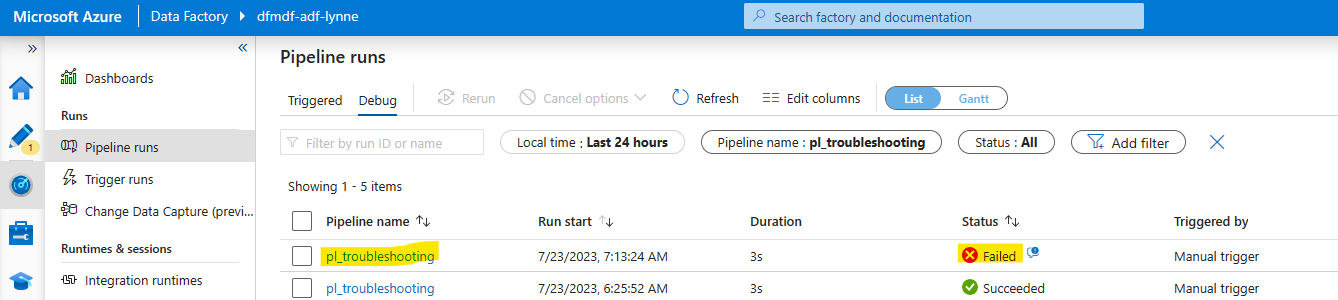 Microsoft Azure Data Factory dfmdf-adf-lynne Search factory and documentation
» «
Dashboards
Runs
1 Pipeline runs
Trigger runs
Change Data Capture (previ...
Runtimes & sessions
Integration runtimes
Pipeline runs
Triggered Debug Rerun Cancel options Refresh Edit columns List Gantt
Filter by run ID or name Local time : Last 24 hours Pipeline name : pl_troubleshooting Status : All Add filter
Showing 1 - 5 items
Pipeline name Run start Duration Status Triggered by
pl_troubleshooting 7/23/2023, 7:13:24 AM 3s Failed Manual trigger
pl_troubleshooting 7/23/2023, 6:25:52 AM 3s Succeeded Manual trigger